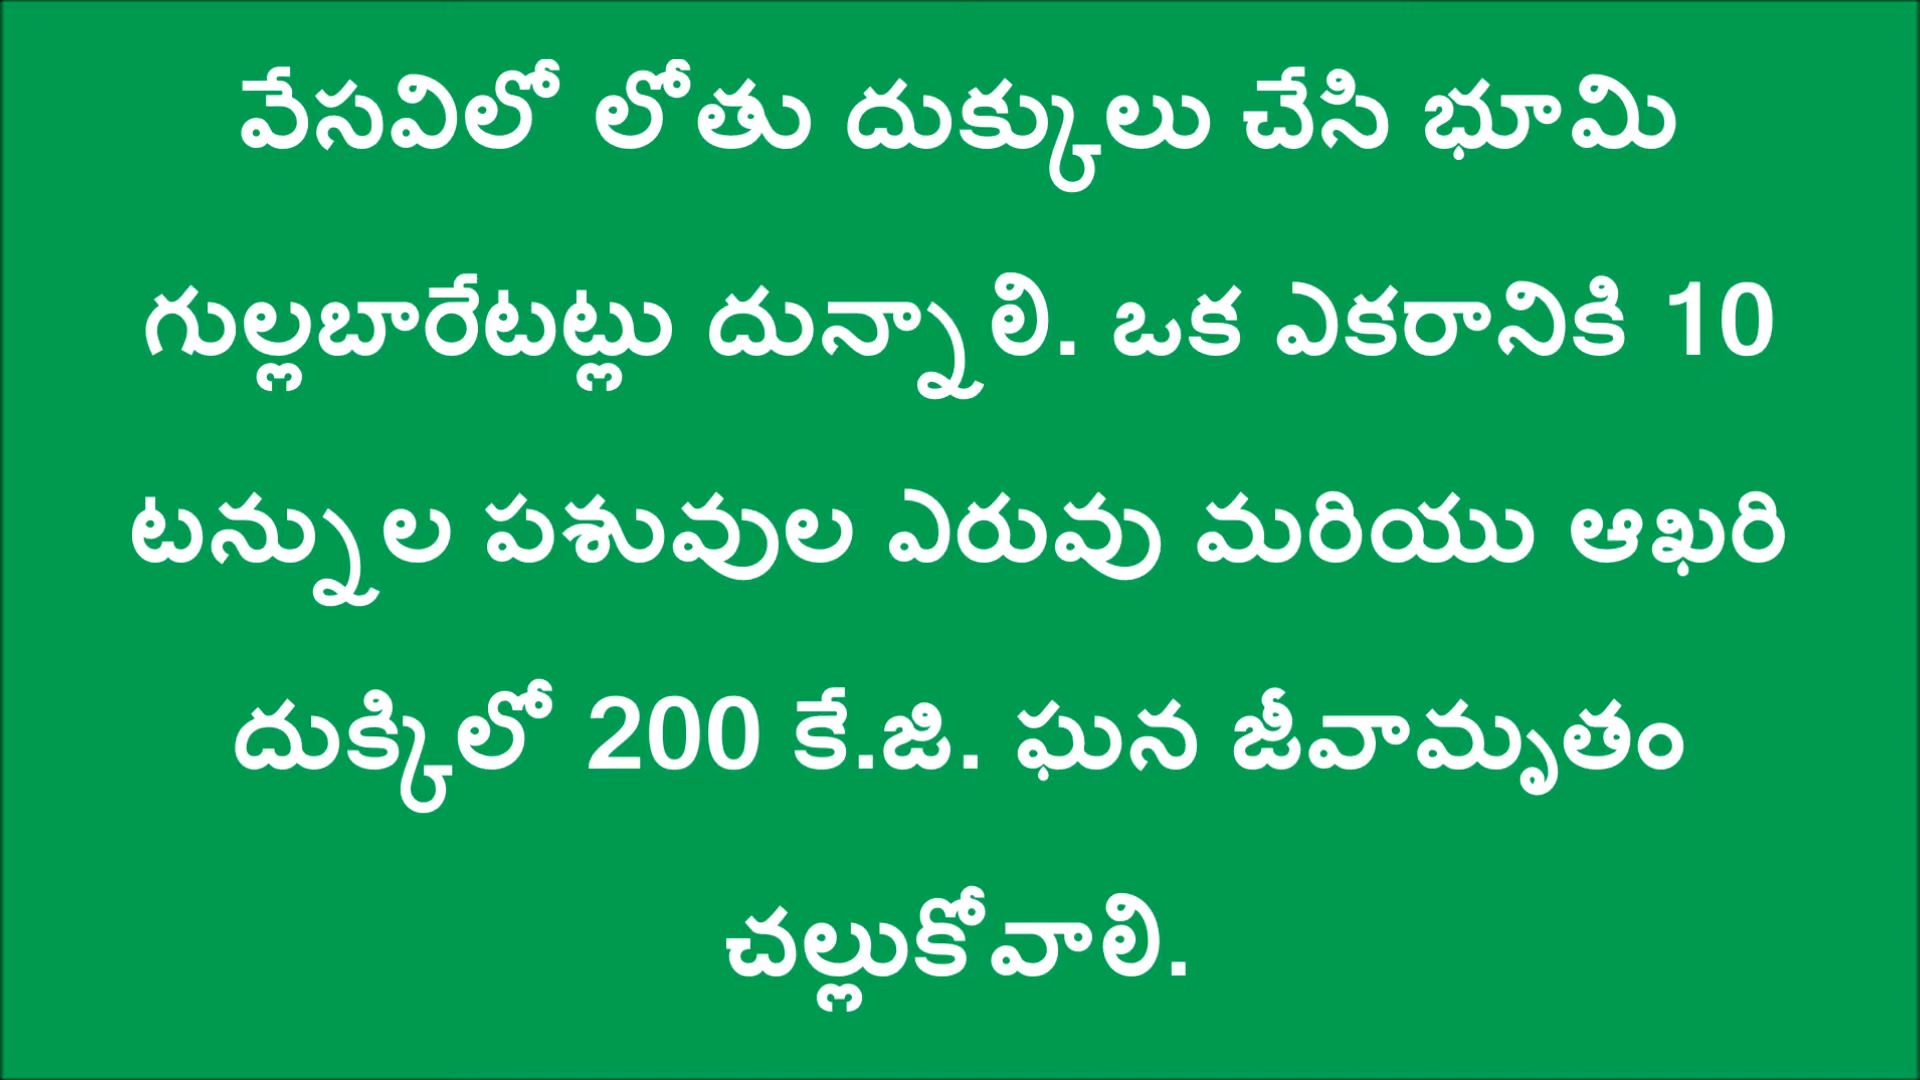 వేసవిలో లోతు దుక్కులు చేసి భూమి
గుల్లబారేటట్లు దున్నాలి. ఒక ఎకరానికి 10
టన్నుల పశువుల ఎరువు మరియు ఆఖరి
దుక్కిలో 200 కే.జి. ఘన జీవామృతం
చల్లుకోవాలి.